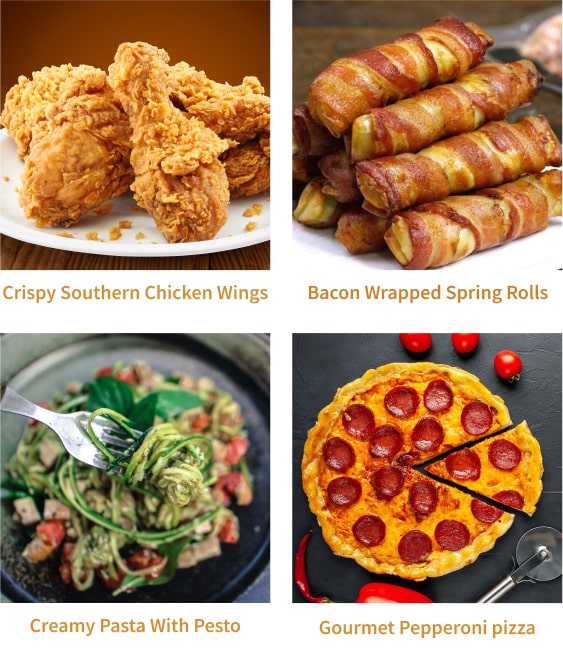 Crispy Southern Chicken Wings
Bacon Wrapped Spring Rolls
Creamy Pasta With Pesto
Gourmet Pepperoni pizza